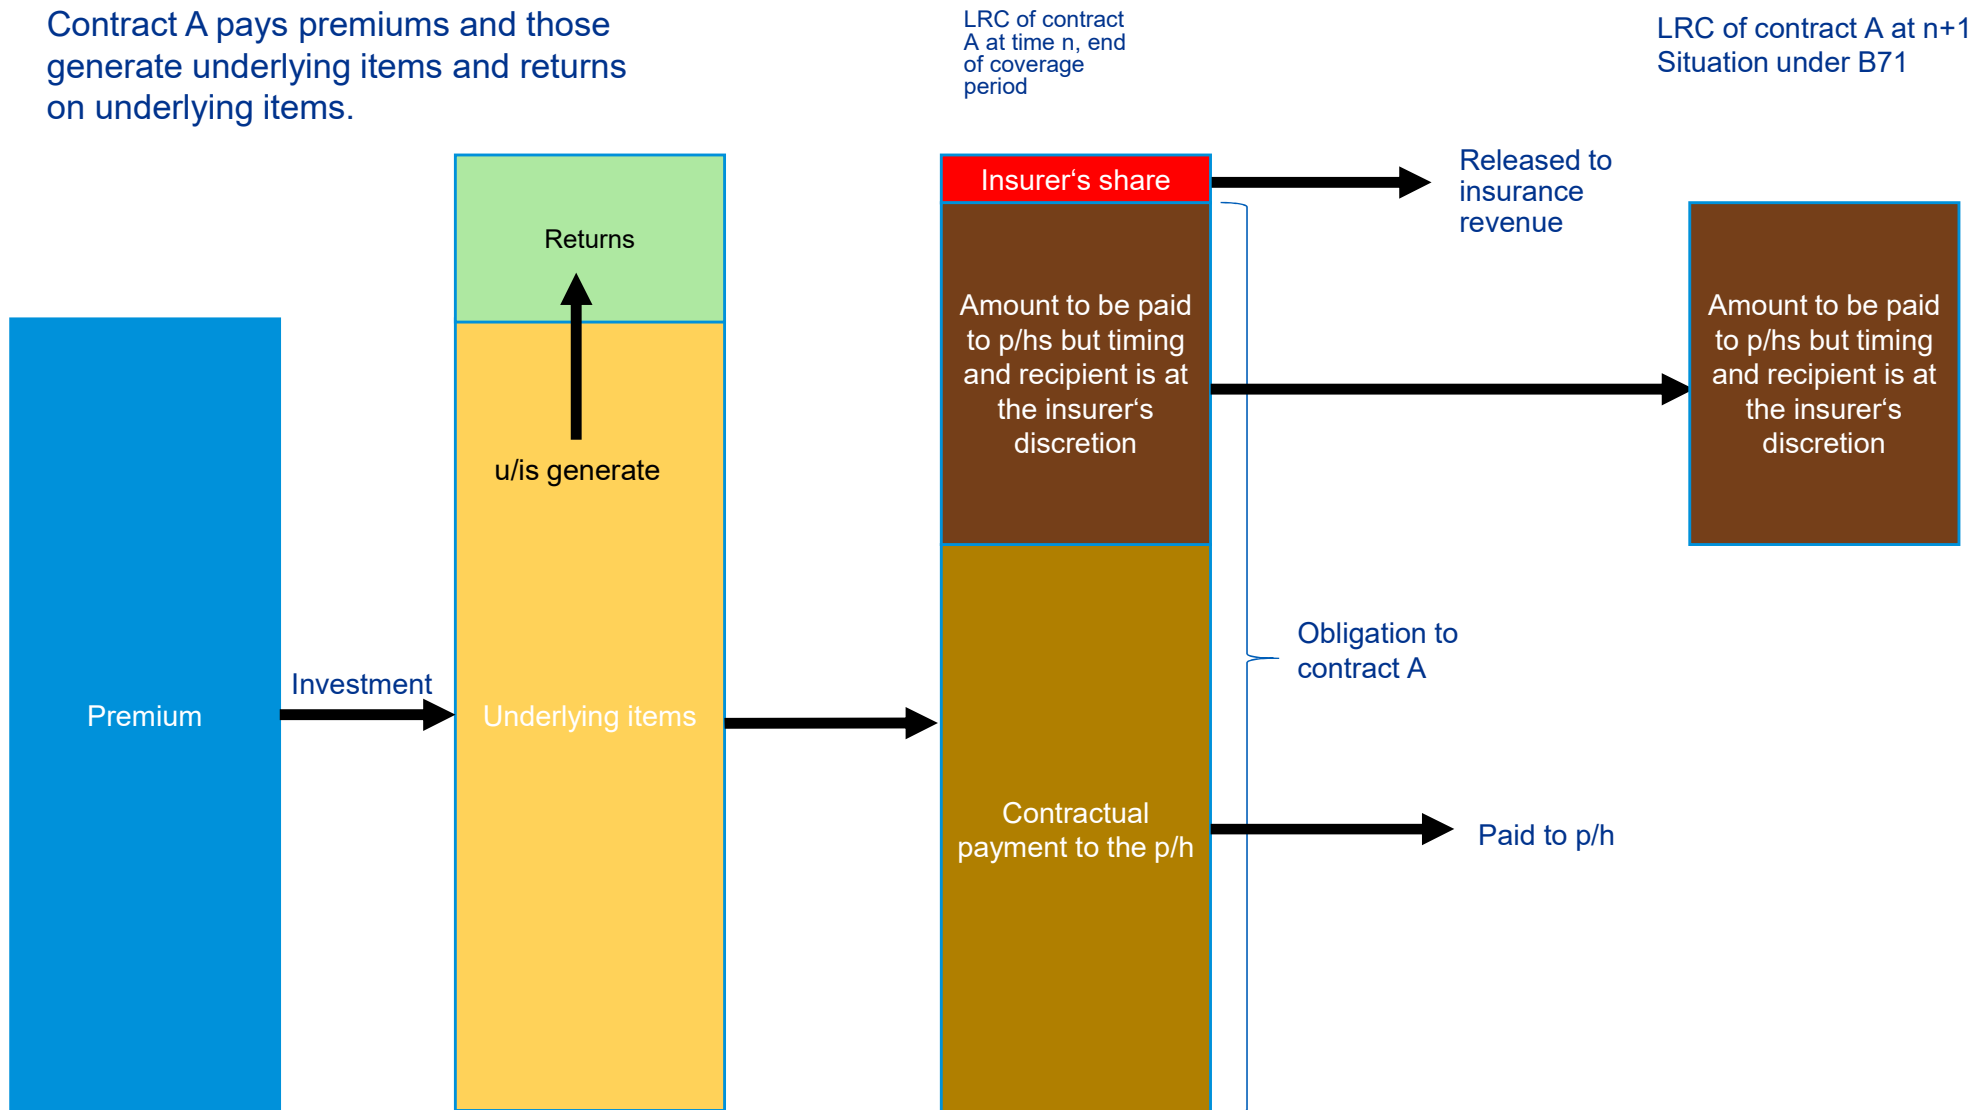 Contract A pays premiums and those
generate underlying items and returns
on underlying items.
LRC of contract
A at time n, end
of coverage
period
LRC of contract A at n+1
Situation under B71
Premium
Investment
Returns
u/is generate
Underlying items
Insurer‘s share
Amount to be paid
to p/hs but timing
and recipient is at
the insurer‘s
discretion
Contractual
payment to the p/h
Released to
insurance
revenue
Obligation to
contract A
Paid to p/h
Amount to be paid
to p/hs but timing
and recipient is at
the insurer‘s
discretion